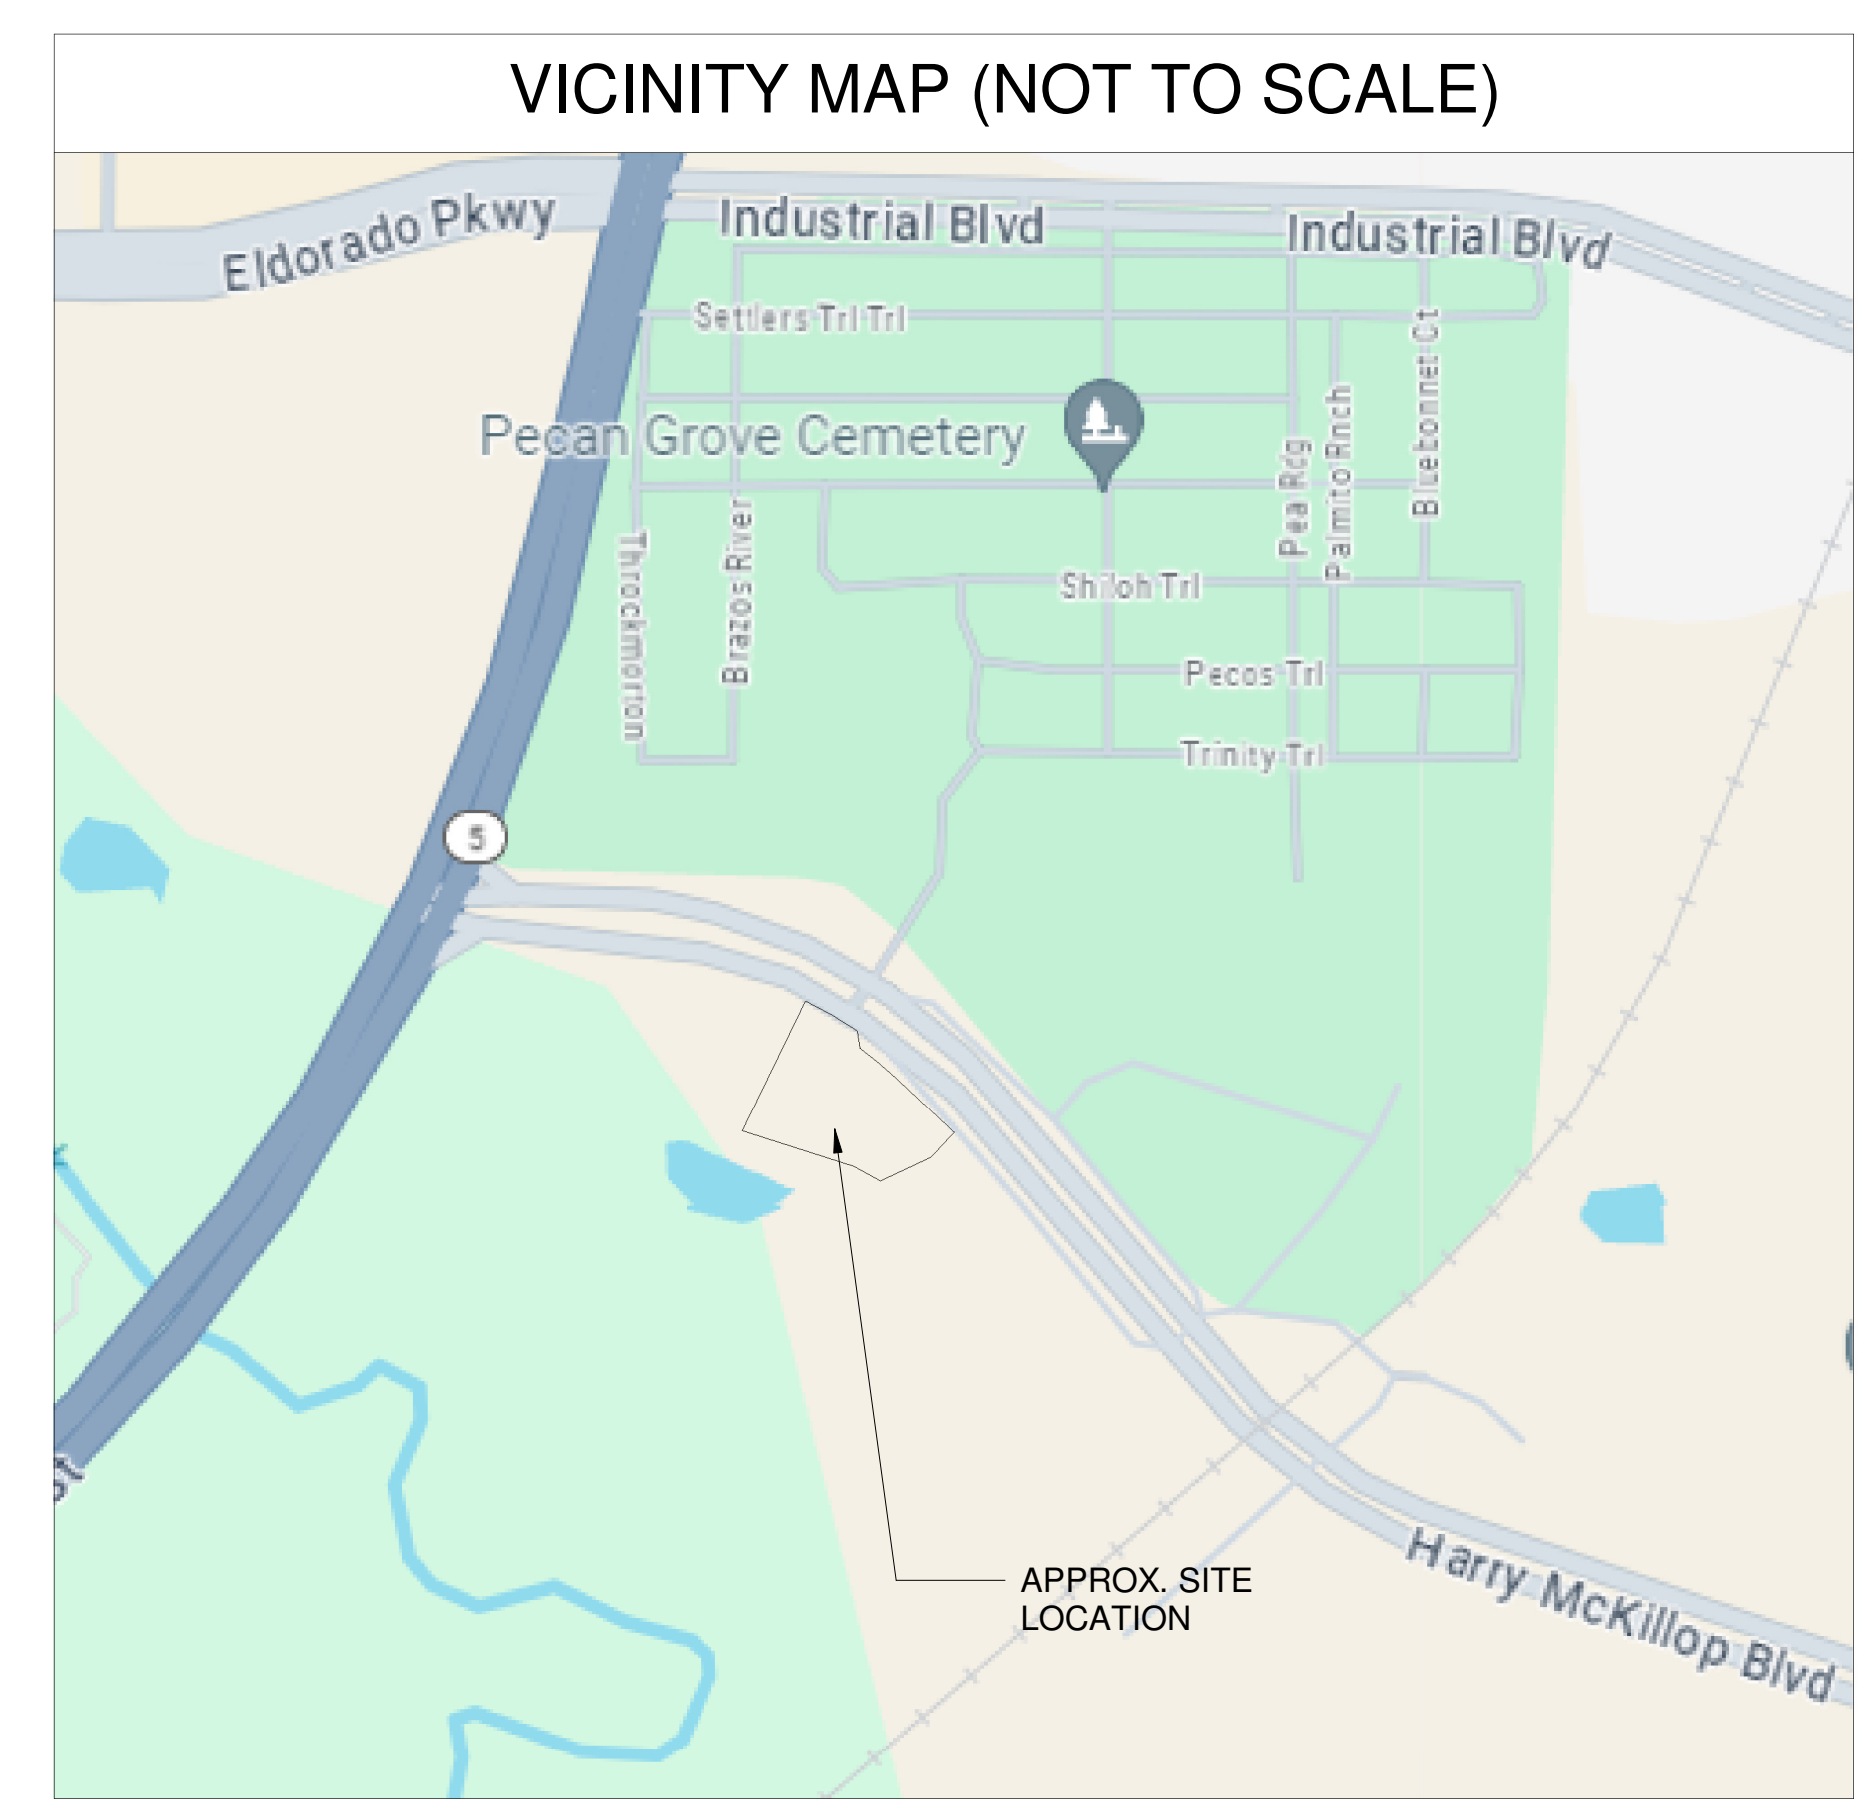 VICINITY MAP (NOT TO SCALE)
Eldorado Pkwy
Industrial Blvd
Industrial Blvd
Settlers Trl Trl
Pecan Grove Cemetery
Bluebonnet Ct
Palmito Rnch
Pea Rdg
Brazos River
Throckmorton
Shiloh Trl
Pecos Trl
Trinity Trl
5
St
APPROX. SITE
LOCATION
Harry McKillop Blvd